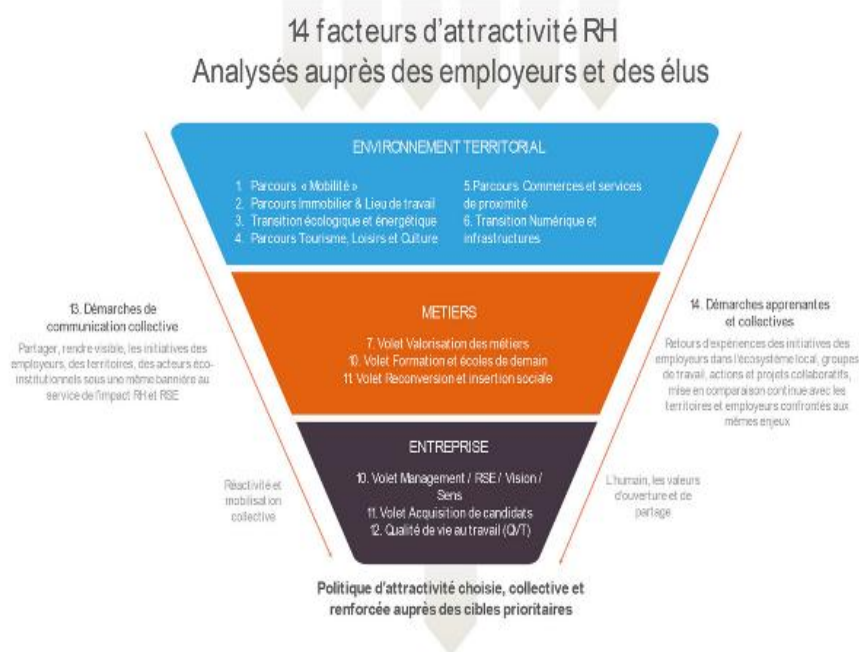 14 facteurs d'attractivité RH
Analysés auprès des employeurs et des élus
ENVIRONNEMENT TERRITORIAL
1. Parcours « Mobilité »
2. Parcours Immobilier & Lieu de travail
3. Transition écologique et énergétique
4. Parcours Tourisme, Loisirs et Culture
5.Parcours Commerces et services
de proximité
6. Transition Numérique et
infrastructures
METIERS
7. Volet Valorisation des métiers
10. Volet Formation et écoles de demain
11. Volet Reconversion et insertion sociale
ENTREPRISE
10. Volet Management / RSE / Vision /
Sens
11. Volet Acquisition de candidats
12. Qualité de vie au travail (QVT)
13. Démarches de
communication collective
Partager, rendre visible, les initiatives des
employeurs, des territoires, des acteurs éco-
institutionnels sous une même bannière au
service de l'impact RH et RSE
Réactivité et
mobilisation
collective
14. Démarches apprenantes
et collectives
Retours d'expériences des initiatives des
employeurs dans l'écosystème local, groupes
de travail, actions et projets collaboratifs,
mise en comparaison continue avec les
territoires et employeurs confrontés aux
mêmes enjeux
L'humain, les valeurs
d'ouverture et de
partage
Politique d'attractivité choisie, collective et
renforcée auprès des cibles prioritaires